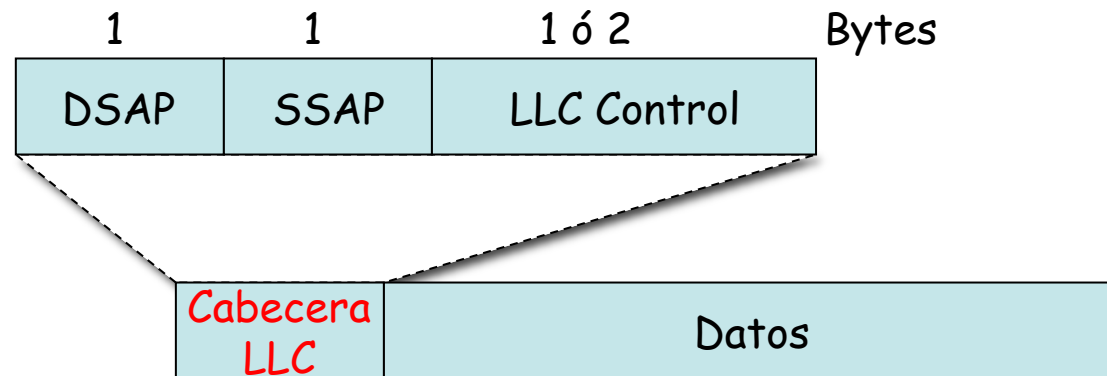 1 1 1 ó 2 Bytes
DSAP SSAP LLC Control
Cabecera
LLC
Datos